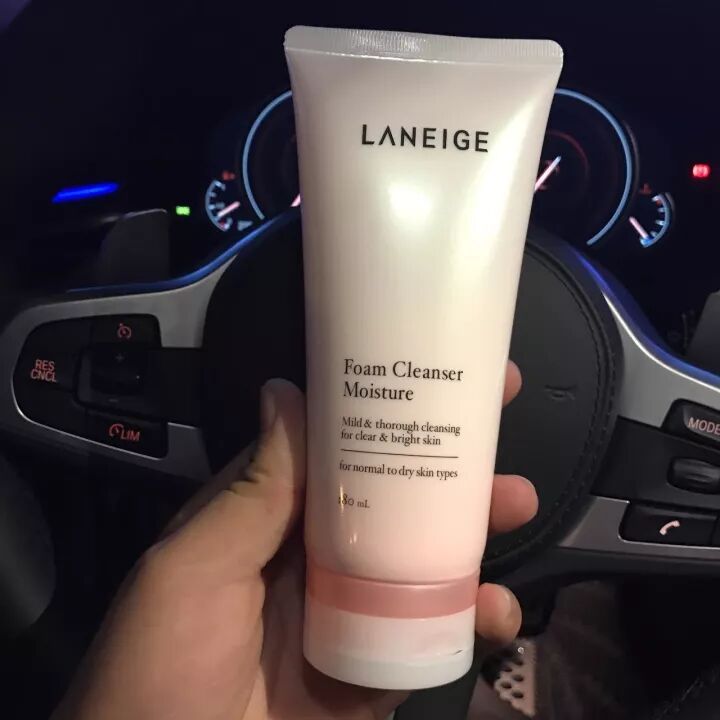 LANEIGE
Foam Cleanser
Moisture
Mild & thorough cleansing
for clear & bright skin
for normal to dry skin types
180 mL
RES
CNCL
LIM
MODE